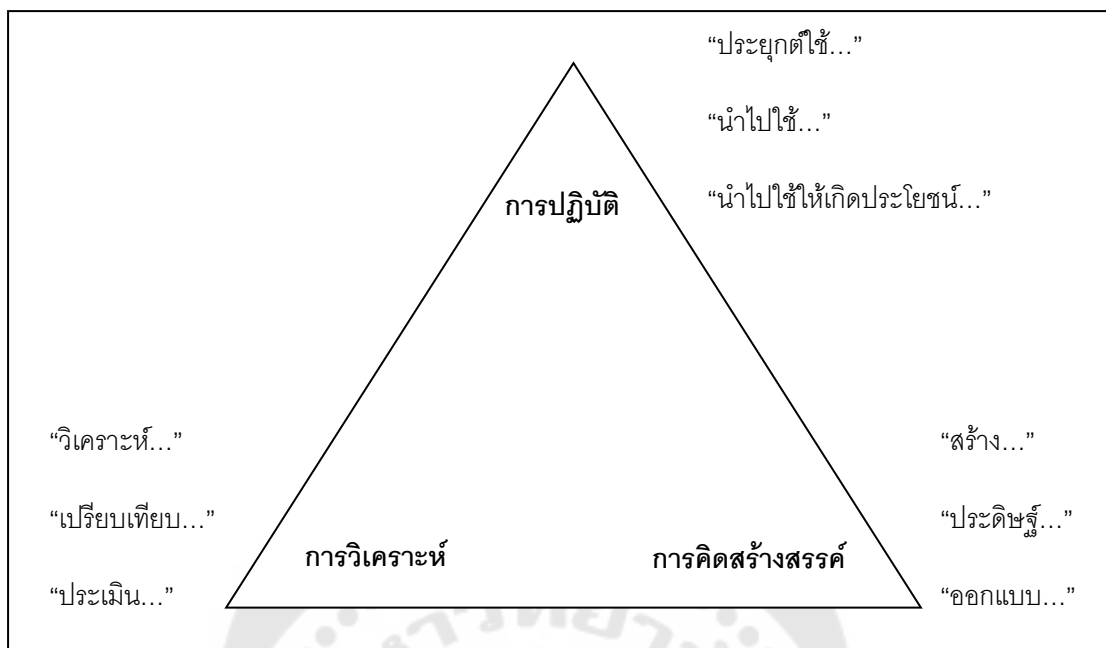 “ประยุกต์ใช้…”
“นำไปใช้…”
“นำไปใช้ให้เกิดประโยชน์…”
การปฏิบัติ
“วิเคราะห์…”
“เปรียบเทียบ…”
“ประเมิน…”
การวิเคราะห์
การคิดสร้างสรรค์
“สร้าง…”
“ประดิษฐ์…”
“ออกแบบ…”